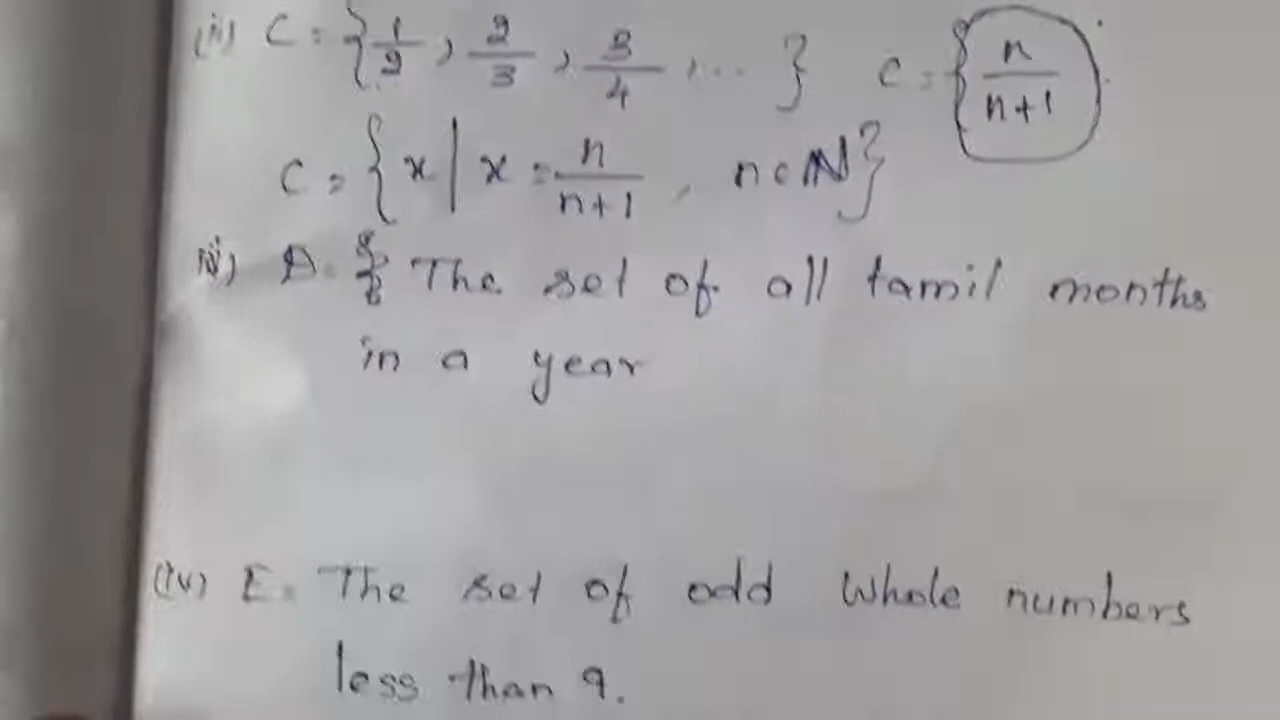 (ii) C = {1/2, 2/3, 3/4, ... } C = { n/n+1
C = {x | x = n/n+1, n ∈ N}
The set of all tamil months
in a year
(iv) E = The set of odd whole numbers
less than 9.